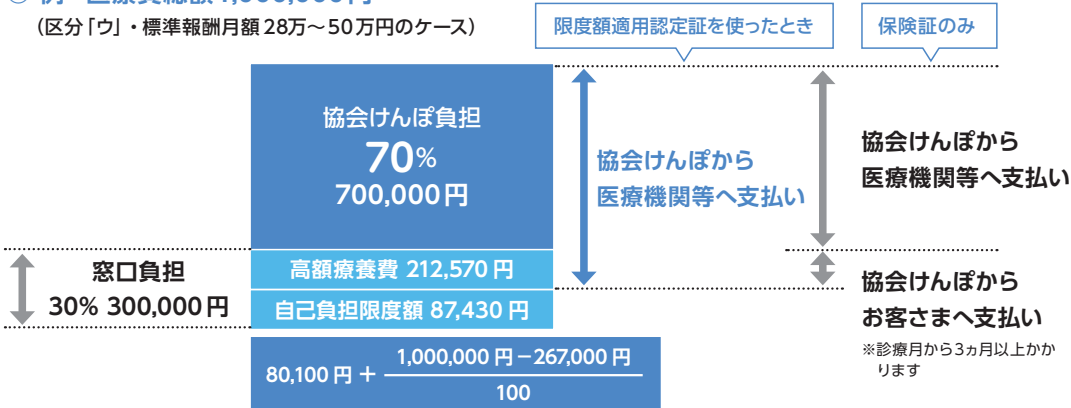 （区分「ウ」・標準報酬月額28万～50万円のケース）
限度額適用認定証を使ったとき
保険証のみ
協会けんぽ負担
70%
700,000円
協会けんぽから
医療機関等へ支払い
協会けんぽから
医療機関等へ支払い
窓口負担
30% 300,000円
高額療養費 212,570円
自己負担限度額 87,430円
協会けんぽから
お客さまへ支払い
※診療月から3ヵ月以上かか
ります
80,100円 + 1,000,000円－267,000円
100